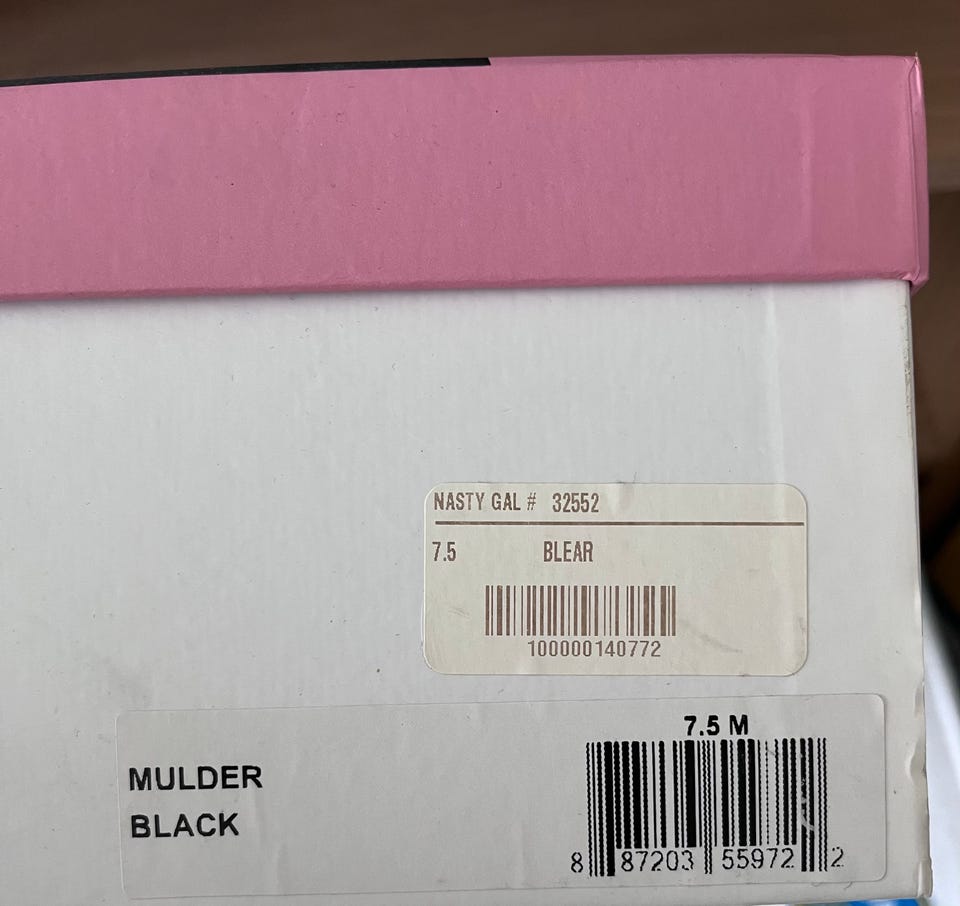 NASTY GAL # 32552
7.5 BLEAR
100000140772
7.5 M
MULDER
BLACK
8 87203 55972 2